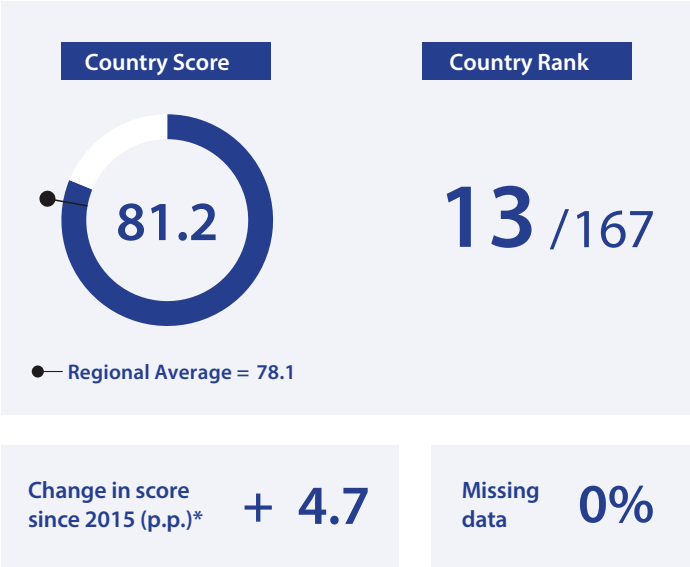 Country Score
Country Rank
81.2
13 /167
Regional Average = 78.1
Change in score
since 2015 (p.p.)*
+ 4.7
Missing
data
0%